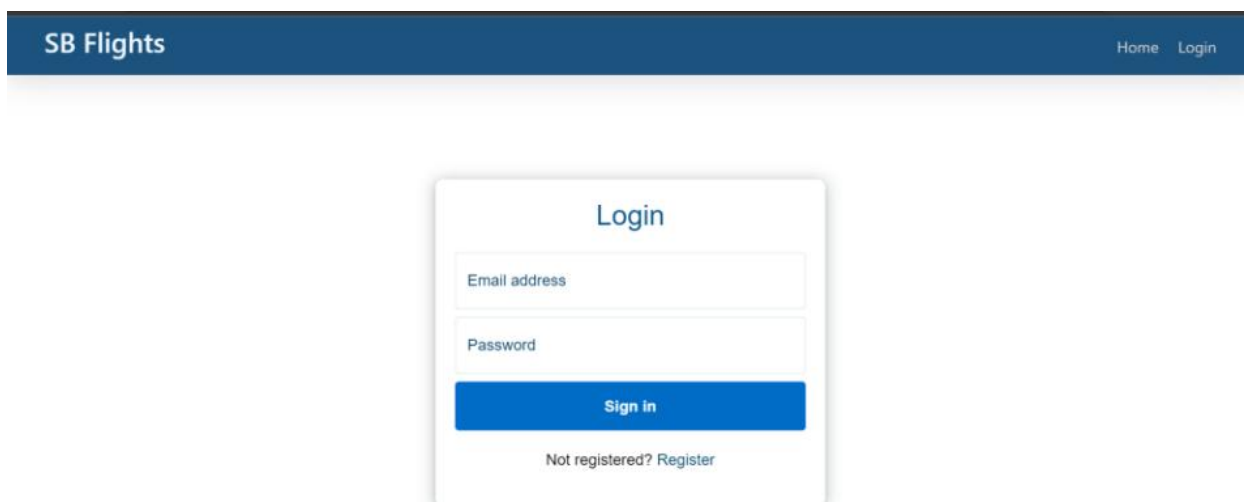 SB Flights
Home Login
Login
Email address
Password
Sign in
Not registered? Register